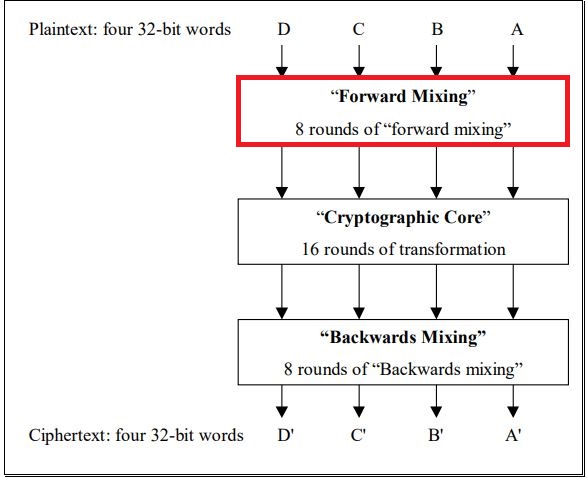 Plaintext: four 32-bit words D C B A
“Forward Mixing”
8 rounds of “forward mixing”
“Cryptographic Core”
16 rounds of transformation
“Backwards Mixing”
8 rounds of “Backwards mixing”
Ciphertext: four 32-bit words D' C' B' A'